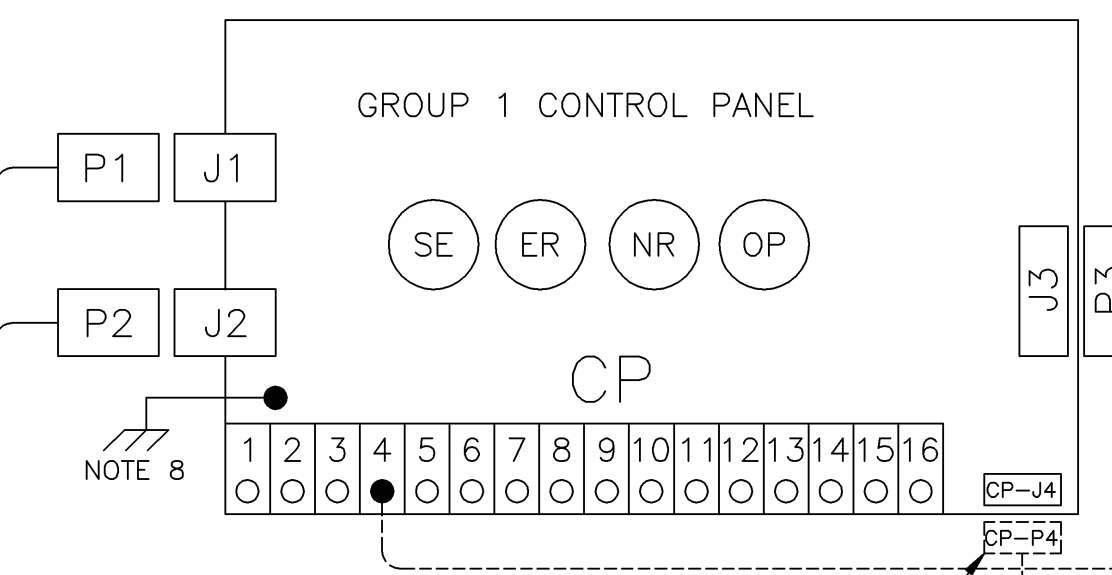 GROUP 1 CONTROL PANEL
P1 J1
SE ER NR OP
J3 P3
P2 J2
CP
1 2 3 4 5 6 7 8 9 10 11 12 13 14 15 16
NOTE 8
CP-J4
CP-P4